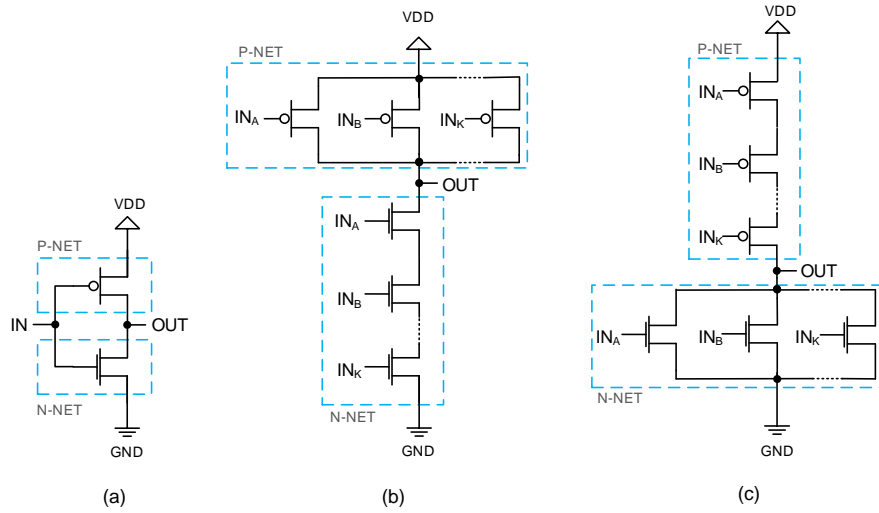 VDD
P-NET
IN
OUT
N-NET
GND
(a)
VDD
P-NET
IN_A
IN_B
IN_K
OUT
IN_A
IN_B
IN_K
N-NET
GND
(b)
VDD
P-NET
IN_A
IN_B
IN_K
OUT
IN_A
IN_B
IN_K
N-NET
GND
(c)